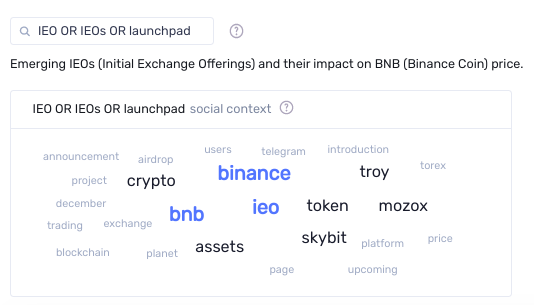 IEO OR IEOs OR launchpad
Emerging IEOs (Initial Exchange Offerings) and their impact on BNB (Binance Coin) price.
IEO OR IEOs OR launchpad social context
users telegram introduction
announcement airdrop
binance troy torex
project crypto
december bnb ieo token mozox
trading exchange
assets skybit platform price
blockchain planet
page upcoming